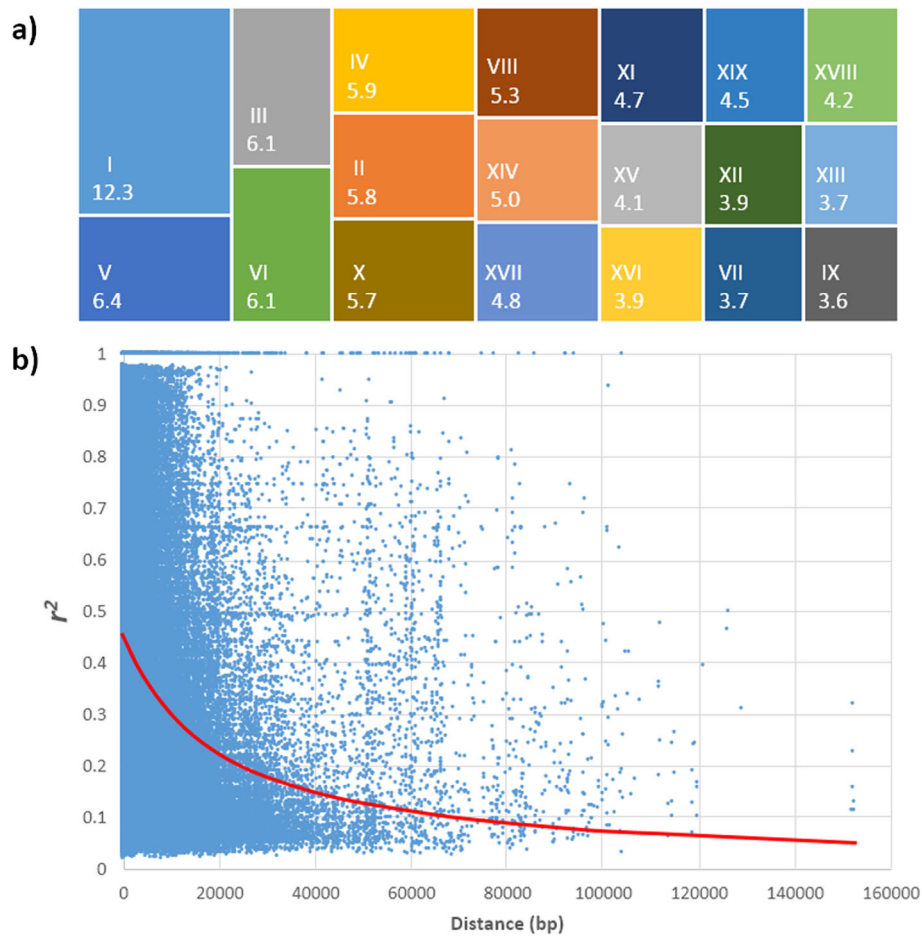 a)
I
12.3
V
6.4
III
6.1
VI
6.1
IV
5.9
II
5.8
X
5.7
VIII
5.3
XIV
5.0
XVII
4.8
XI
4.7
XV
4.1
XVI
3.9
XIX
4.5
XII
3.9
VII
3.7
XVIII
4.2
XIII
3.7
IX
3.6
b)
1
0.9
0.8
0.7
0.6
0.5
0.4
0.3
0.2
0.1
0
r²
0 20000 40000 60000 80000 100000 120000 140000 160000
Distance (bp)